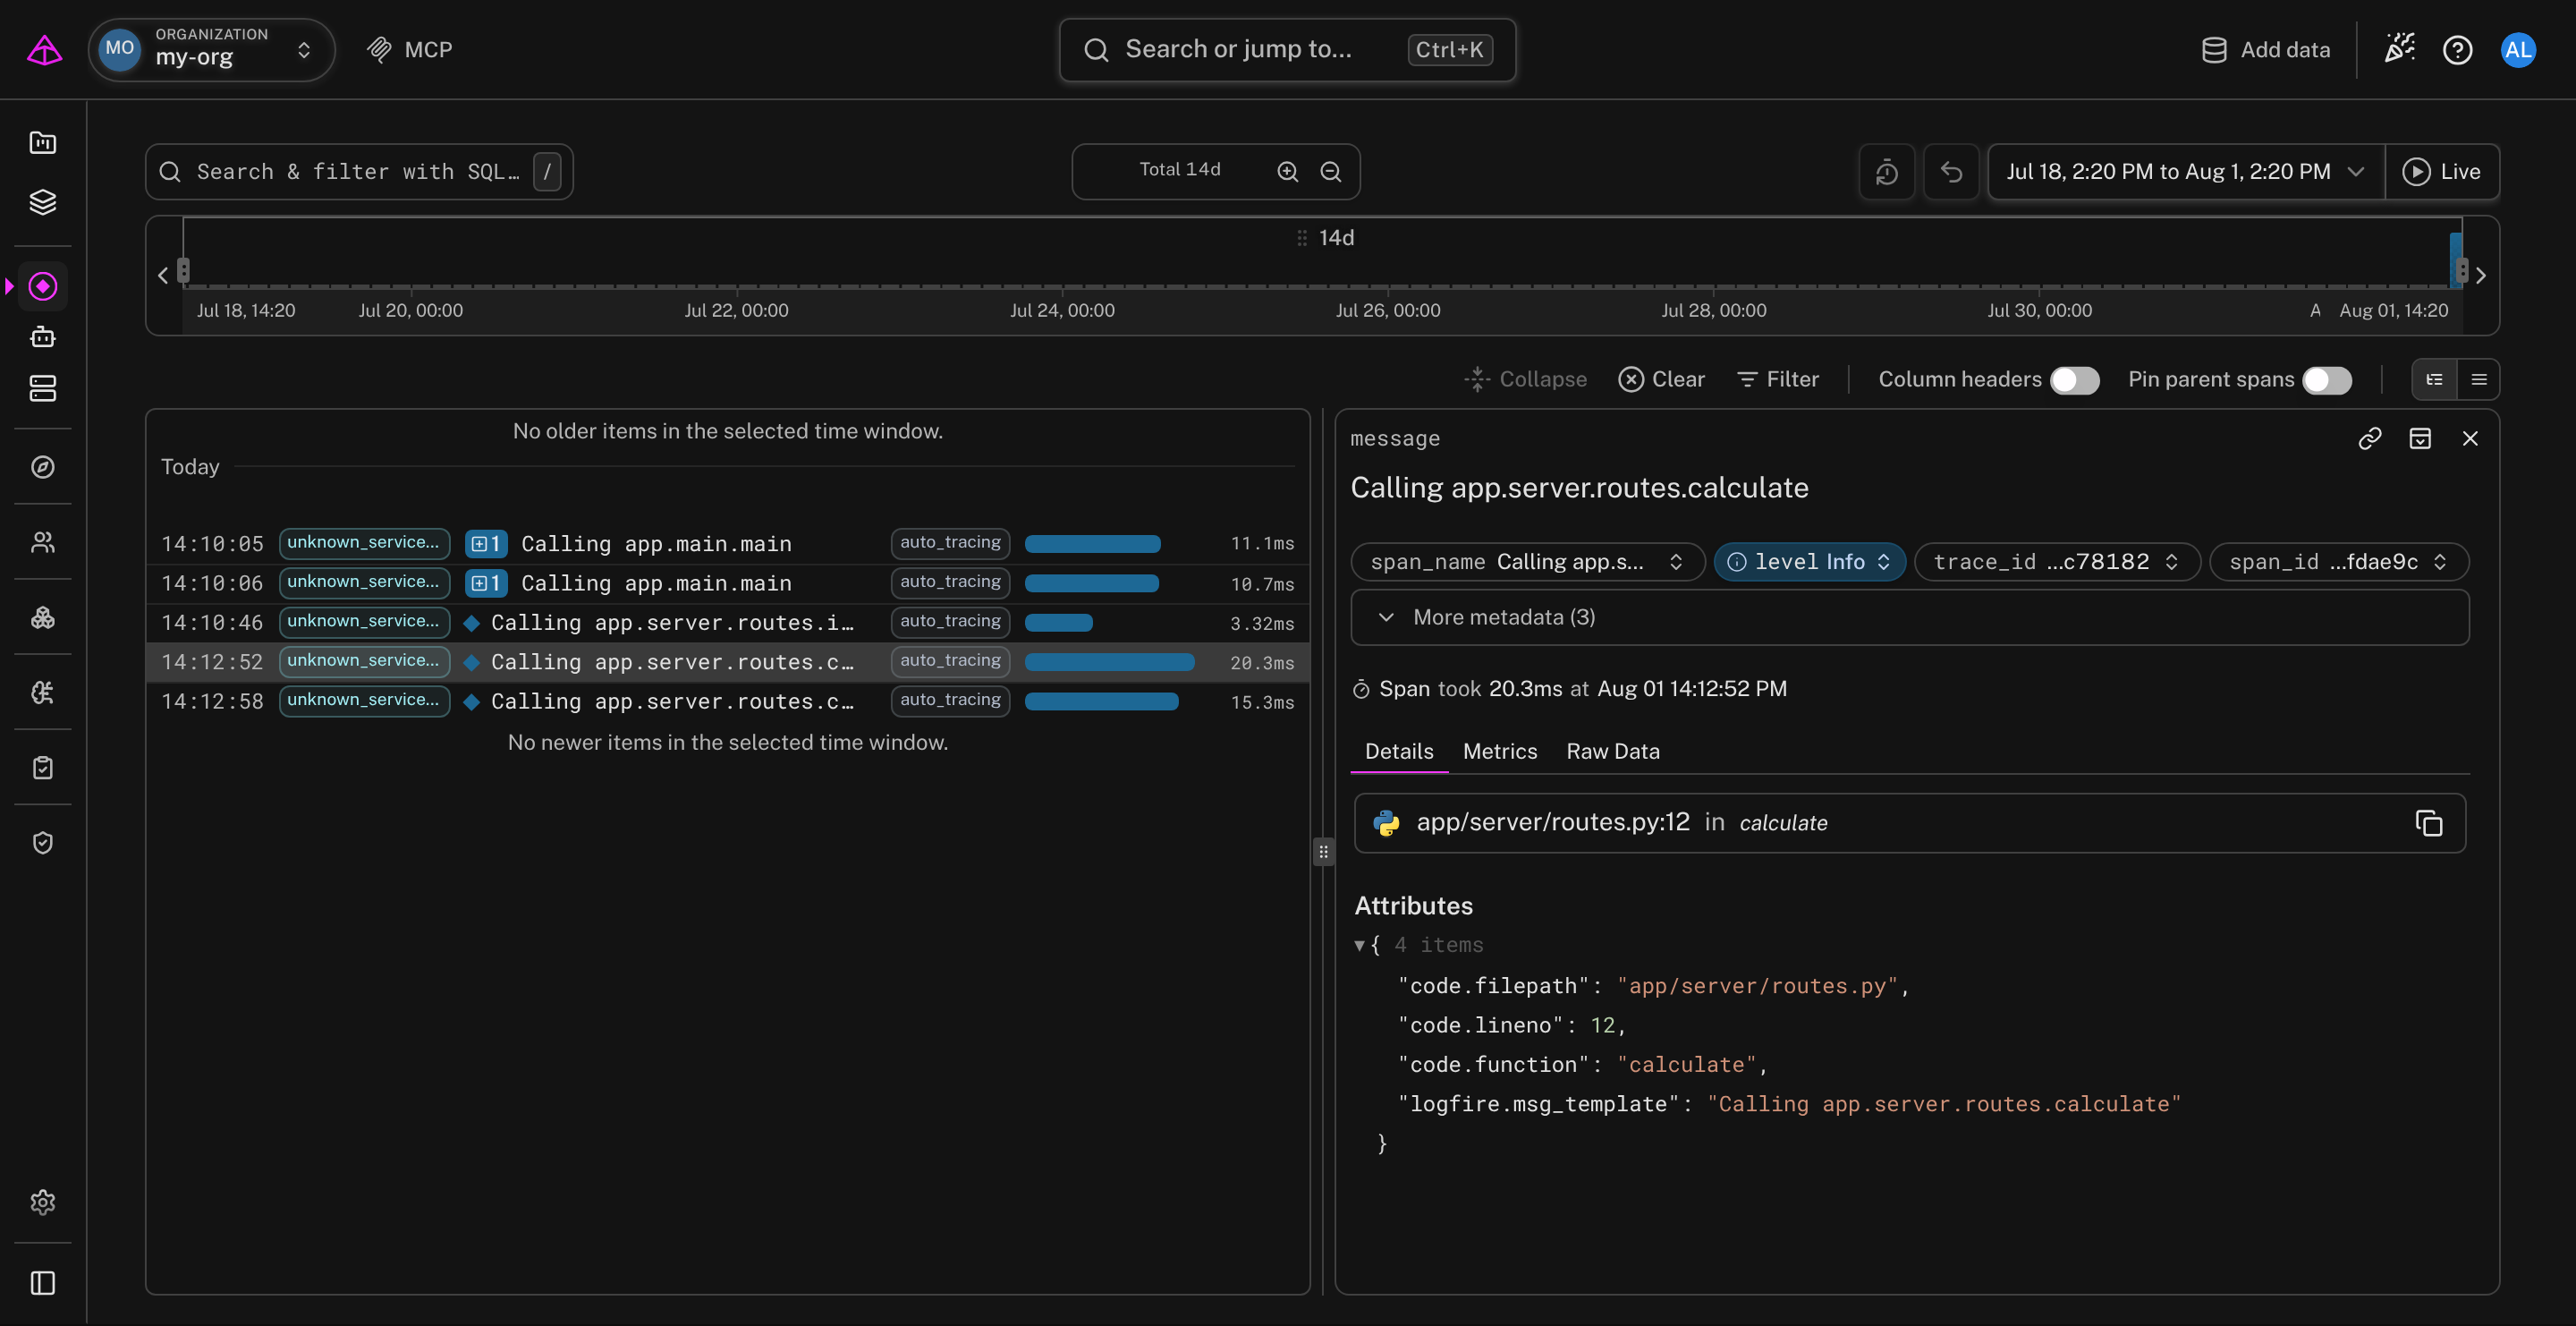 MO
ORGANIZATION
my-org
MCP
Search or jump to...
Ctrl+K
Add data
AL
Search & filter with SQL…
/
Total 14d
Jul 18, 2:20 PM to Aug 1, 2:20 PM
Live
14d
Jul 18, 14:20
Jul 20, 00:00
Jul 22, 00:00
Jul 24, 00:00
Jul 26, 00:00
Jul 28, 00:00
Jul 30, 00:00
A
Aug 01, 14:20
Collapse
Clear
Filter
Column headers
Pin parent spans
No older items in the selected time window.
Today
14:10:05 unknown_service... 1 Calling app.main.main auto_tracing 11.1ms
14:10:06 unknown_service... 1 Calling app.main.main auto_tracing 10.7ms
14:10:46 unknown_service... Calling app.server.routes.i… auto_tracing 3.32ms
14:12:52 unknown_service... Calling app.server.routes.c… auto_tracing 20.3ms
14:12:58 unknown_service... Calling app.server.routes.c… auto_tracing 15.3ms
No newer items in the selected time window.
message
Calling app.server.routes.calculate
span_name Calling app.s...
level Info
trace_id ...c78182
span_id ...fdae9c
More metadata (3)
Span took 20.3ms at Aug 01 14:12:52 PM
Details
Metrics
Raw Data
app/server/routes.py:12 in calculate
Attributes
{ 4 items
"code.filepath": "app/server/routes.py",
"code.lineno": 12,
"code.function": "calculate",
"logfire.msg_template": "Calling app.server.routes.calculate"
}